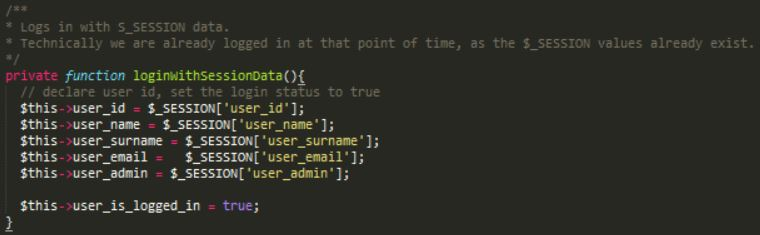 /**
* Logs in with S_SESSION data.
* Technically we are already logged in at that point of time, as the $_SESSION values already exist.
*/
private function loginWithSessionData(){
// declare user id, set the login status to true
$this->user_id = $_SESSION['user_id'];
$this->user_name = $_SESSION['user_name'];
$this->user_surname = $_SESSION['user_surname'];
$this->user_email =   $_SESSION['user_email'];
$this->user_admin = $_SESSION['user_admin'];
$this->user_is_logged_in = true;
}